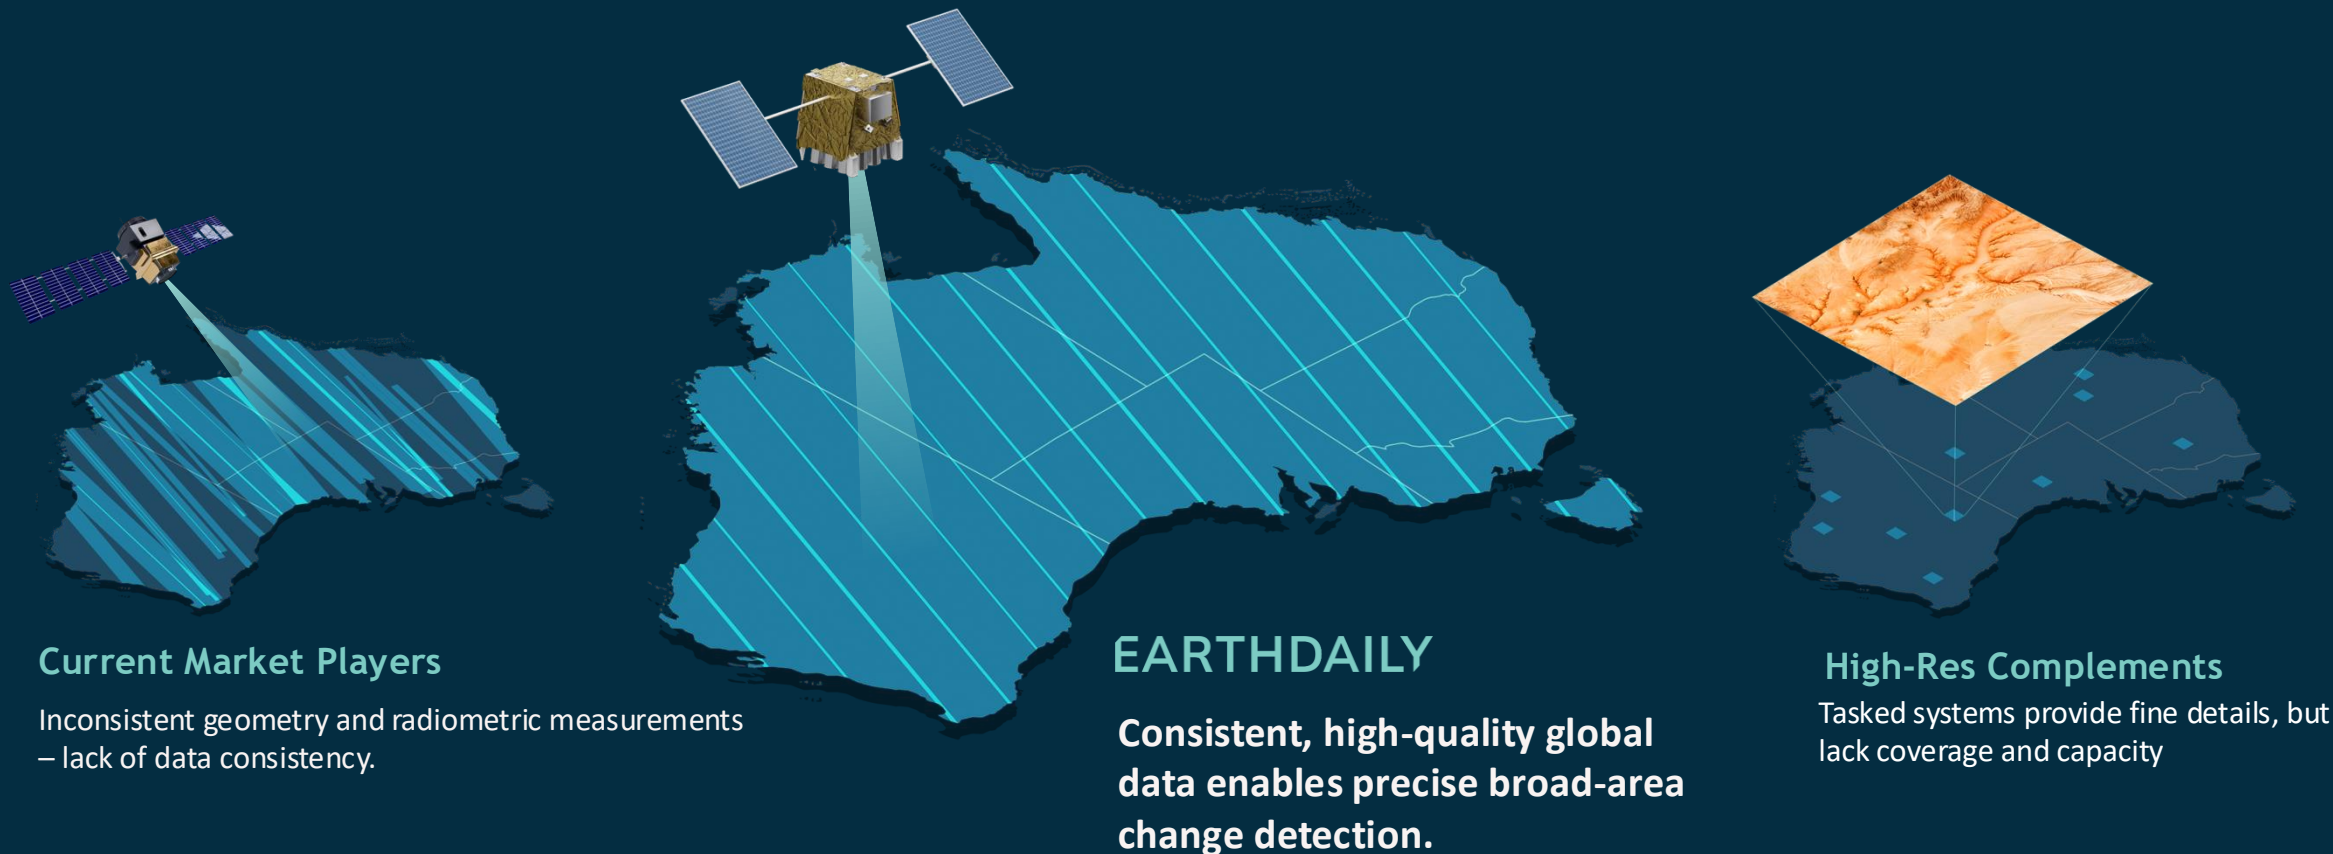 Current Market Players
Inconsistent geometry and radiometric measurements
– lack of data consistency.
EARTHDAILY
Consistent, high-quality global
data enables precise broad-area
change detection.
High-Res Complements
Tasked systems provide fine details, but
lack coverage and capacity